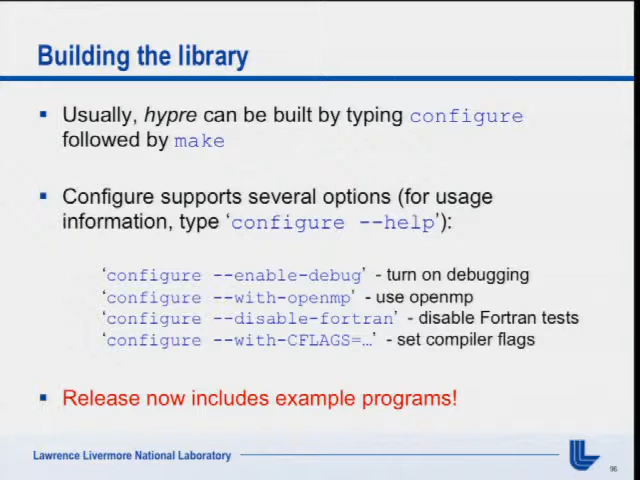 Building the library
▪ Usually, hypre can be built by typing configure
followed by make
▪ Configure supports several options (for usage
information, type ‘configure --help’):
‘configure --enable-debug’ - turn on debugging
‘configure --with-openmp’ - use openmp
‘configure --disable-fortran’ - disable Fortran tests
‘configure --with-CFLAGS=…’ - set compiler flags
▪ Release now includes example programs!
Lawrence Livermore National Laboratory
96